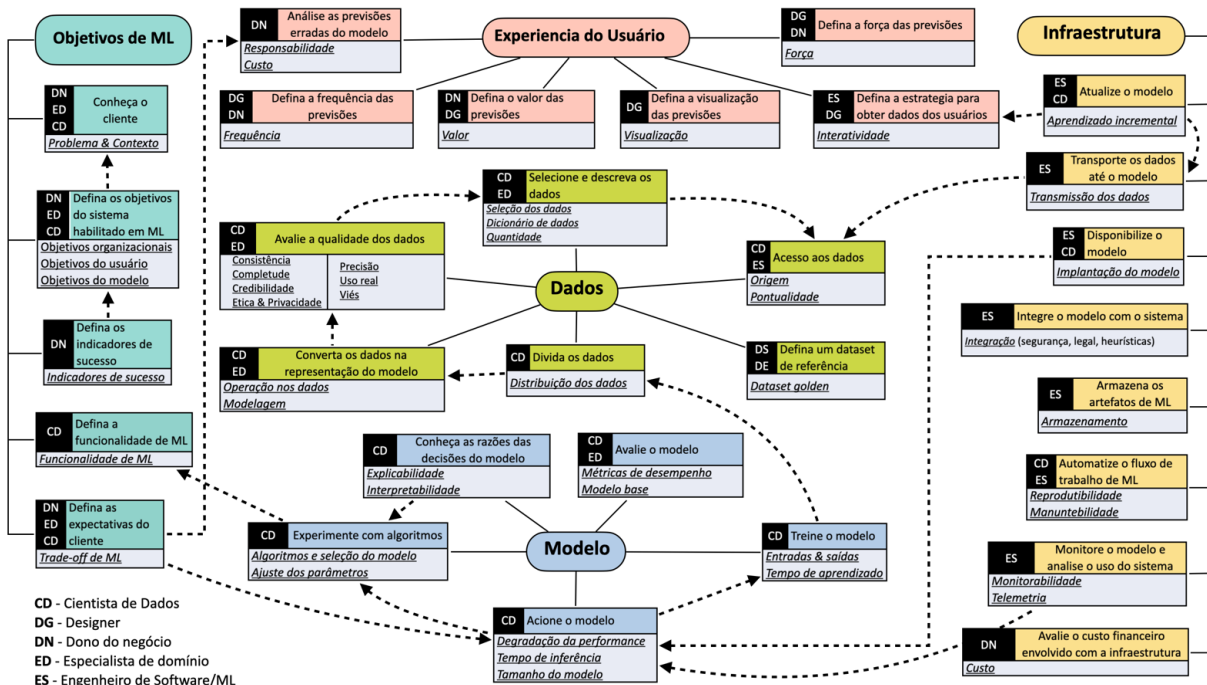 Objetivos de ML
DN
ED
CD
Conheça o
cliente
Problema & Contexto
DN
ED
CD
Defina os objetivos
do sistema
habilitado em ML
Objetivos organizacionais
Objetivos do usuário
Objetivos do modelo
DN
Defina os
indicadores de
sucesso
Indicadores de sucesso
CD
Defina a
funcionalidade de ML
Funcionalidade de ML
DN
ED
CD
Defina as
expectativas do
cliente
Trade-off de ML
CD - Cientista de Dados
DG - Designer
DN - Dono do negócio
ED - Especialista de domínio
ES - Engenheiro de Software/ML
Experiencia do Usuário
DN
Análise as previsões
erradas do modelo
Responsabilidade
Custo
DG
DN
Defina a força das previsões
Força
DG
DN
Defina a frequência das
previsões
Frequência
DN
DG
Defina o valor das
previsões
Valor
DG
Defina a visualização
das previsões
Visualização
ES
DG
Defina a estrategia para
obter dados dos usuários
Interatividade
Dados
CD
ED
Selecione e descreva os
dados
Seleção dos dados
Dicionário de dados
Quantidade
CD
ED
Avalie a qualidade dos dados
Consistência
Completude
Credibilidade
Etica & Privacidade
Precisão
Uso real
Viés
CD
ES
Acesso aos dados
Origem
Pontualidade
CD
ED
Converta os dados na
representação do modelo
Operação nos dados
Modelagem
CD
Divida os dados
Distribuição dos dados
DS
DE
Defina um dataset
de referência
Dataset golden
Modelo
CD
Conheça as razões das
decisões do modelo
Explicabilidade
Interpretabilidade
CD
ED
Avalie o modelo
Métricas de desempenho
Modelo base
CD
Experimente com algoritmos
Algoritmos e seleção do modelo
Ajuste dos parâmetros
CD
Treine o modelo
Entradas & saídas
Tempo de aprendizado
CD
Acione o modelo
Degradação da performance
Tempo de inferência
Tamanho do modelo
Infraestrutura
ES
CD
Atualize o modelo
Aprendizado incremental
ES
Transporte os dados
até o modelo
Transmissão dos dados
ES
CD
Disponibilize o
modelo
Implantação do modelo
ES
Integre o modelo com o sistema
Integração (segurança, legal, heurísticas)
ES
Armazena os
artefatos de ML
Armazenamento
CD
ES
Automatize o fluxo de
trabalho de ML
Reprodutibilidade
Manuntebilidade
ES
Monitore o modelo e
analise o uso do sistema
Monitorabilidade
Telemetria
DN
Avalie o custo financeiro
envolvido com a infraestrutura
Custo